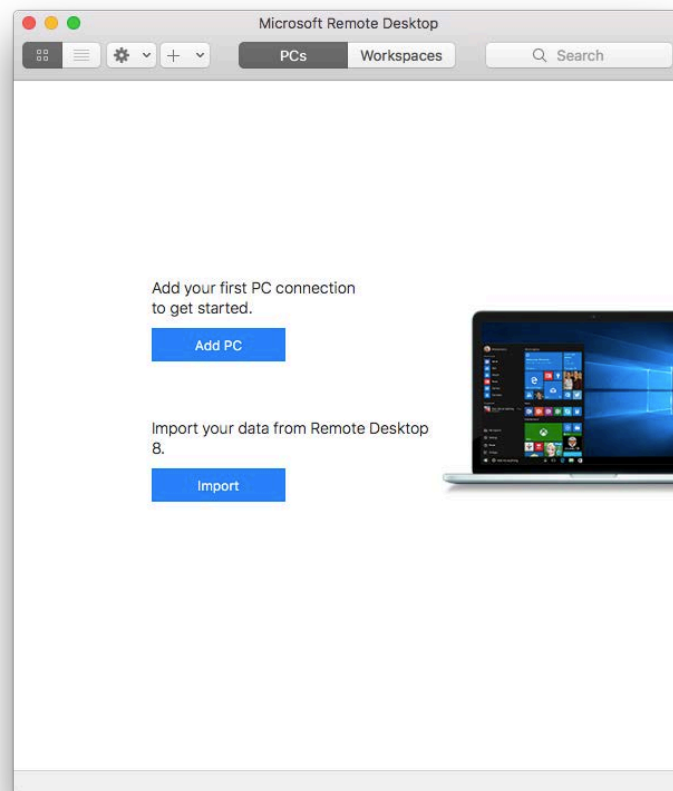 Microsoft Remote Desktop
PCs
Workspaces
Search
Add your first PC connection
to get started.
Add PC
Import your data from Remote Desktop
8.
Import